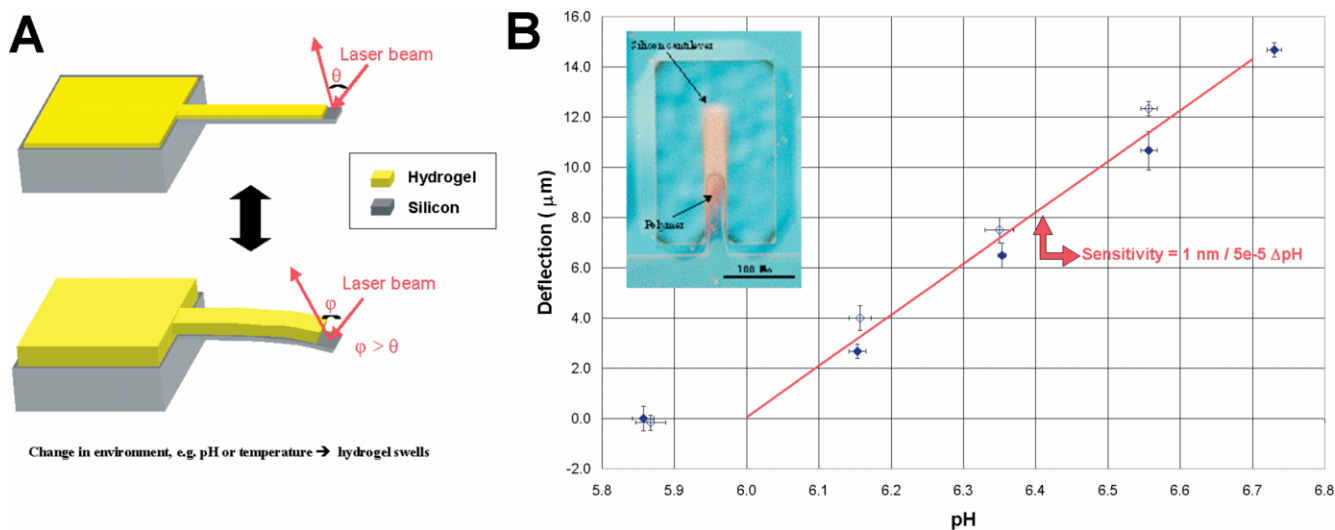 A
Laser beam
θ
Hydrogel
Silicon
Laser beam
φ
φ > θ
Change in environment, e.g. pH or temperature ➔ hydrogel swells
B
Deflection ( μm)
16.0
14.0
12.0
10.0
8.0
6.0
4.0
2.0
0.0
-2.0
Silicon cantilever
Polymer
100
Sensitivity = 1 nm / 5e-5 ΔpH
5.8 5.9 6.0 6.1 6.2 6.3 6.4 6.5 6.6 6.7 6.8
pH